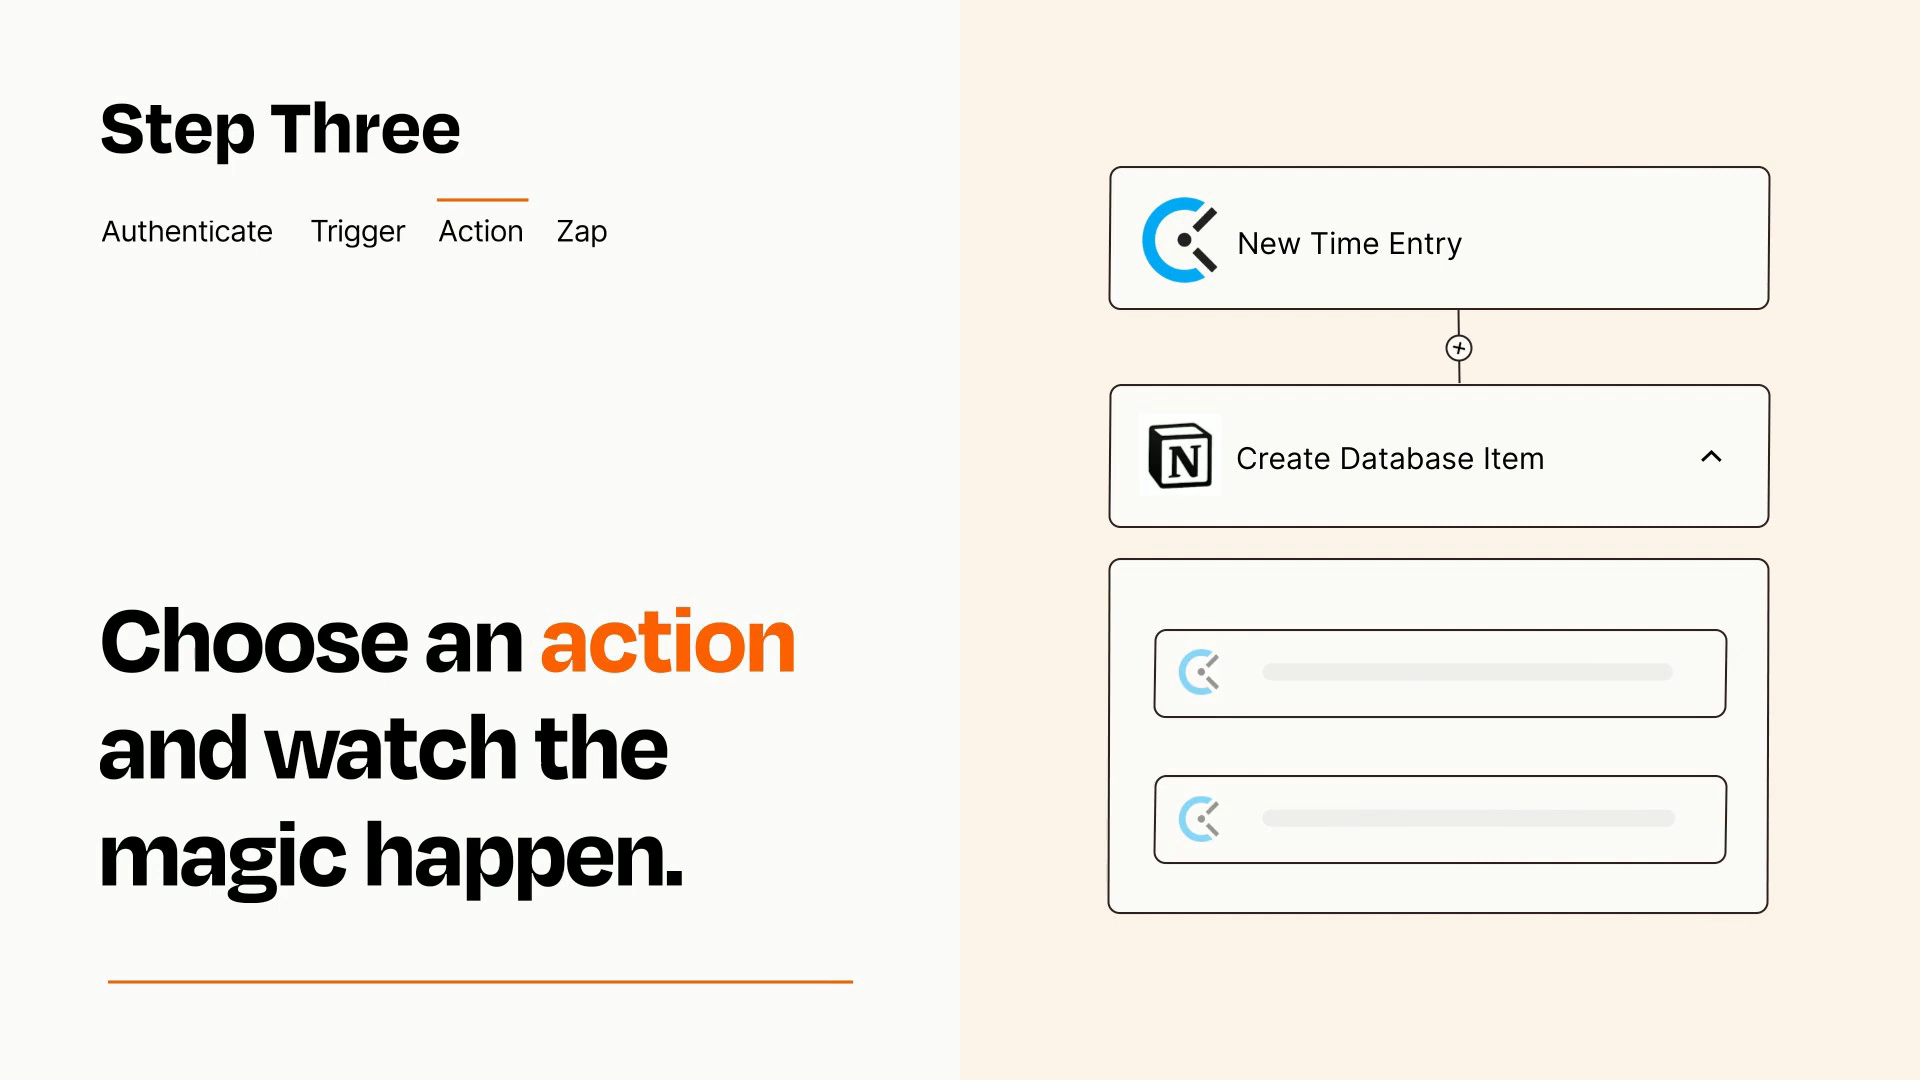 Step Three
Authenticate Trigger Action Zap
Choose an action
and watch the
magic happen.
New Time Entry
N
Create Database Item